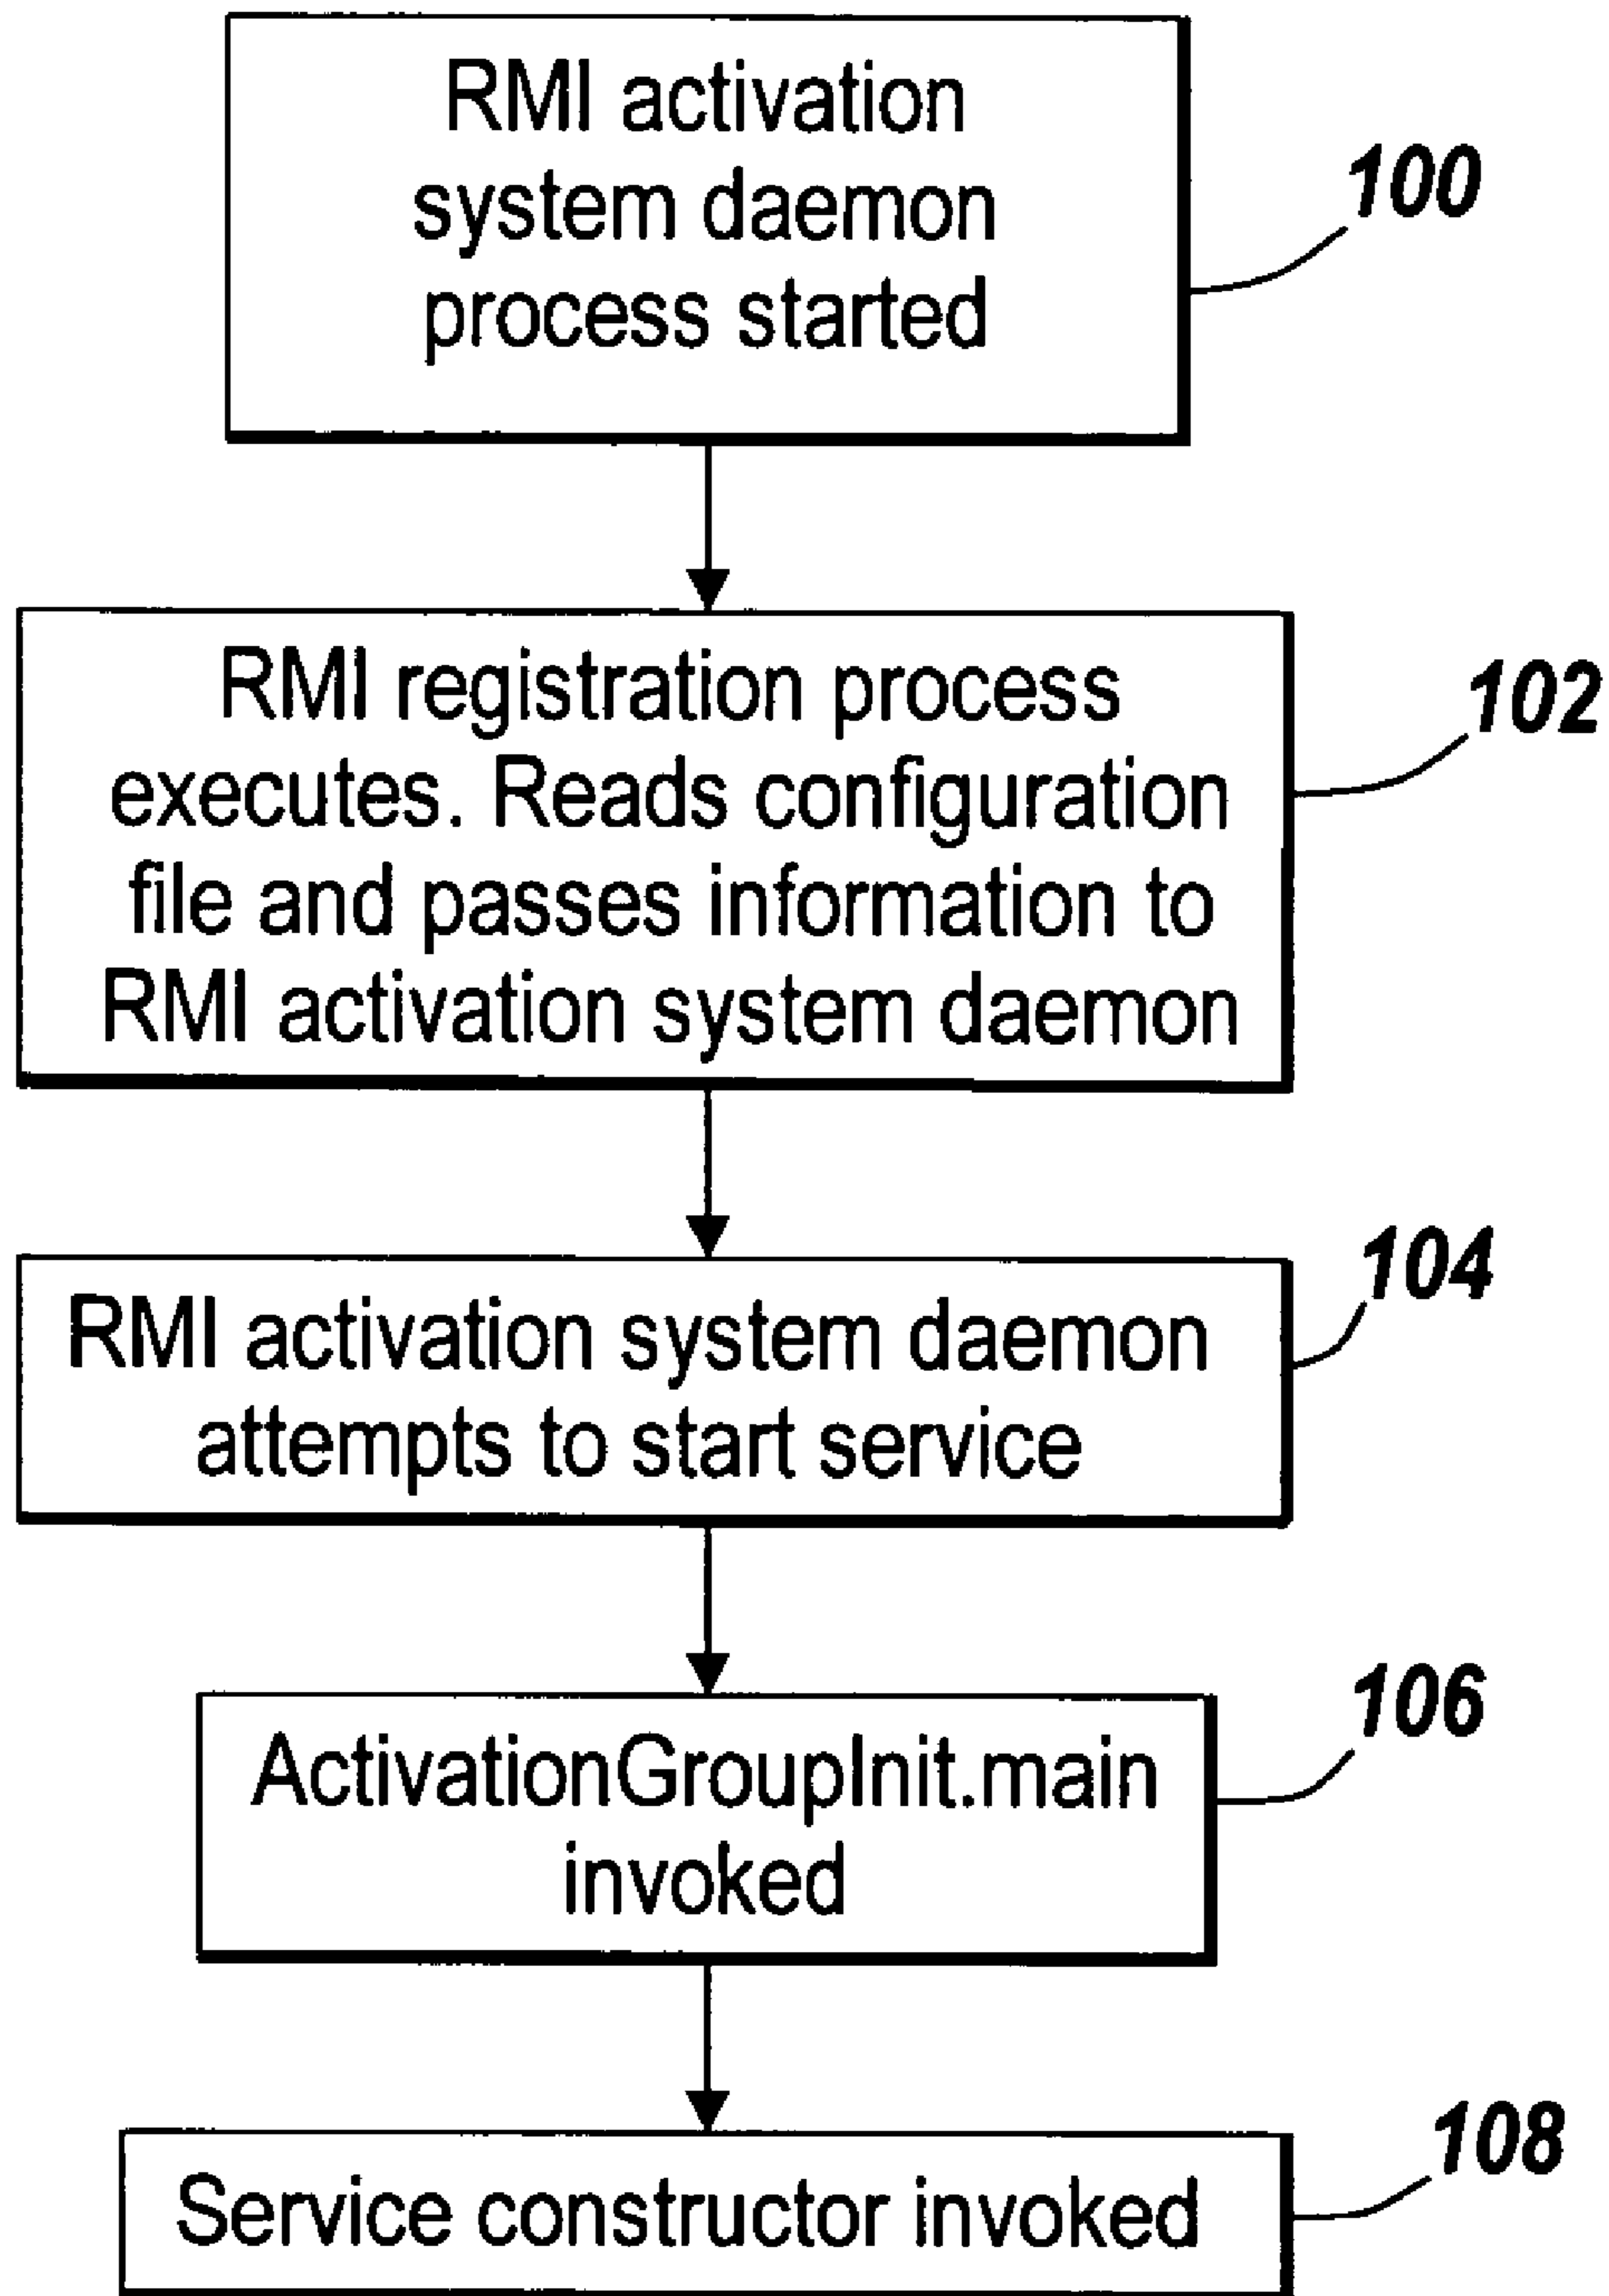 RMI activation
system daemon
process started
100
RMI registration process
executes. Reads configuration
file and passes information to
RMI activation system daemon
102
RMI activation system daemon
attempts to start service
104
ActivationGroupInit.main
invoked
106
Service constructor invoked
108